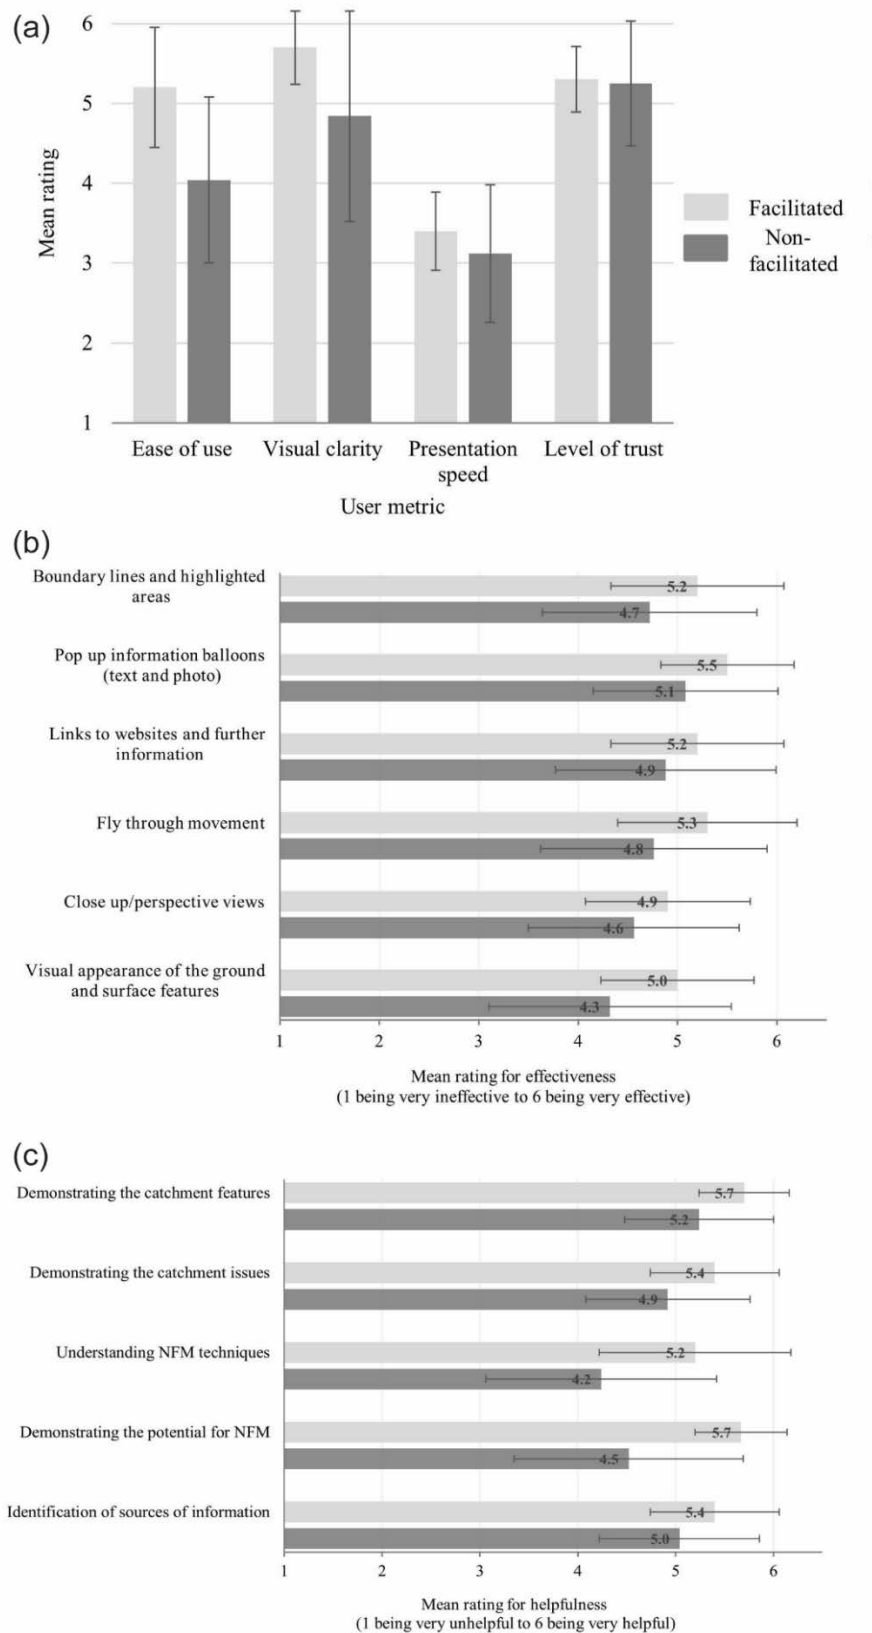 (a)
6
5
4
3
2
1
Mean rating
Ease of use
Visual clarity
Presentation
speed
Level of trust
User metric
Facilitated
Non-
facilitated
(b)
Boundary lines and highlighted
areas
5.2
4.7
Pop up information balloons
(text and photo)
5.5
5.1
Links to websites and further
information
5.2
4.9
Fly through movement
5.3
4.8
Close up/perspective views
4.9
4.6
Visual appearance of the ground
and surface features
5.0
4.3
1 2 3 4 5 6
Mean rating for effectiveness
(1 being very ineffective to 6 being very effective)
(c)
Demonstrating the catchment features
5.7
5.2
Demonstrating the catchment issues
5.4
4.9
Understanding NFM techniques
5.2
4.2
Demonstrating the potential for NFM
5.7
4.5
Identification of sources of information
5.4
5.0
1 2 3 4 5 6
Mean rating for helpfulness
(1 being very unhelpful to 6 being very helpful)